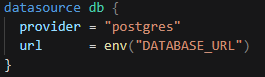 datasource db {
  provider = "postgres"
  url      = env("DATABASE_URL")
}